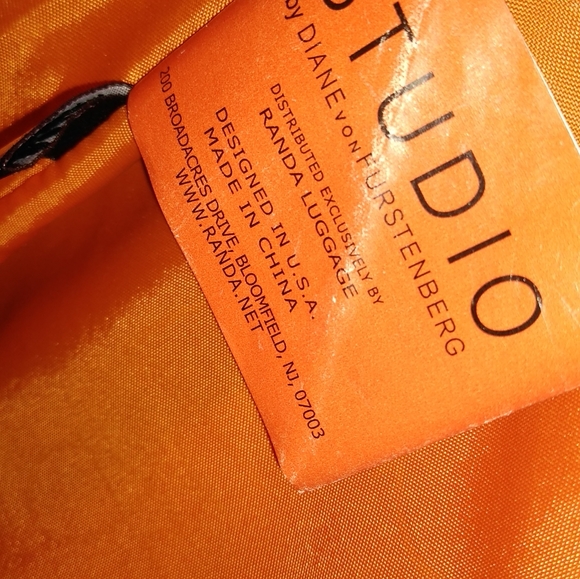 STUDIO
by DIANE VON FURSTENBERG
DISTRIBUTED EXCLUSIVELY BY
RANDA LUGGAGE
DESIGNED IN U.S.A.
MADE IN CHINA
200 BROADACRES DRIVE, BLOOMFIELD, NJ, 07003
WWW.RANDA.NET